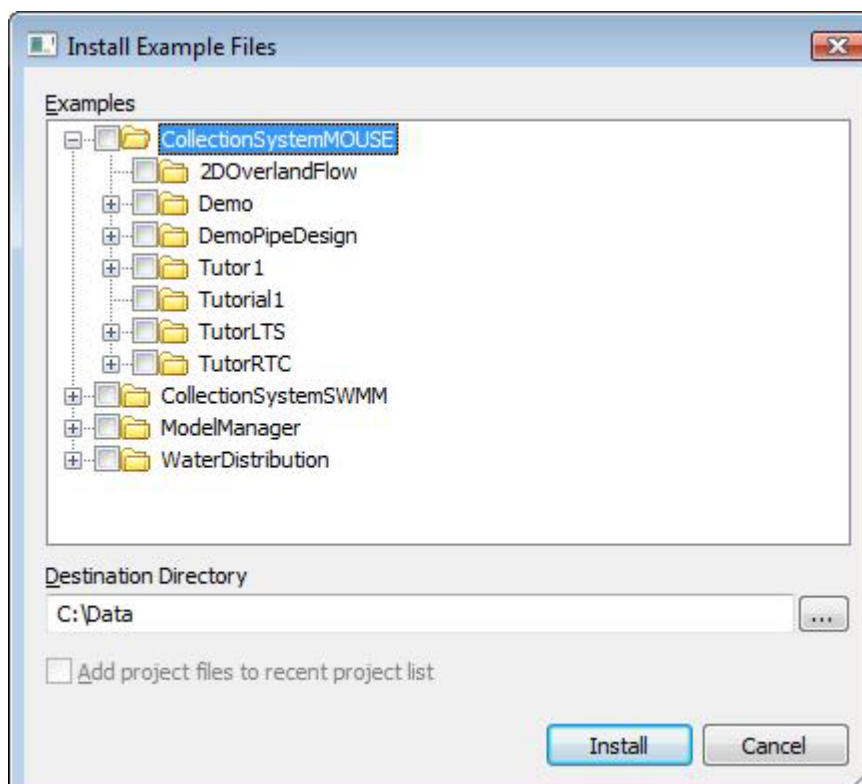 Install Example Files
Examples
CollectionSystemMOUSE
2DOverlandFlow
Demo
DemoPipeDesign
Tutor1
Tutorial1
TutorLTS
TutorRTC
CollectionSystemSWMM
ModelManager
WaterDistribution
Destination Directory
C:\Data
...
Add project files to recent project list
Install Cancel